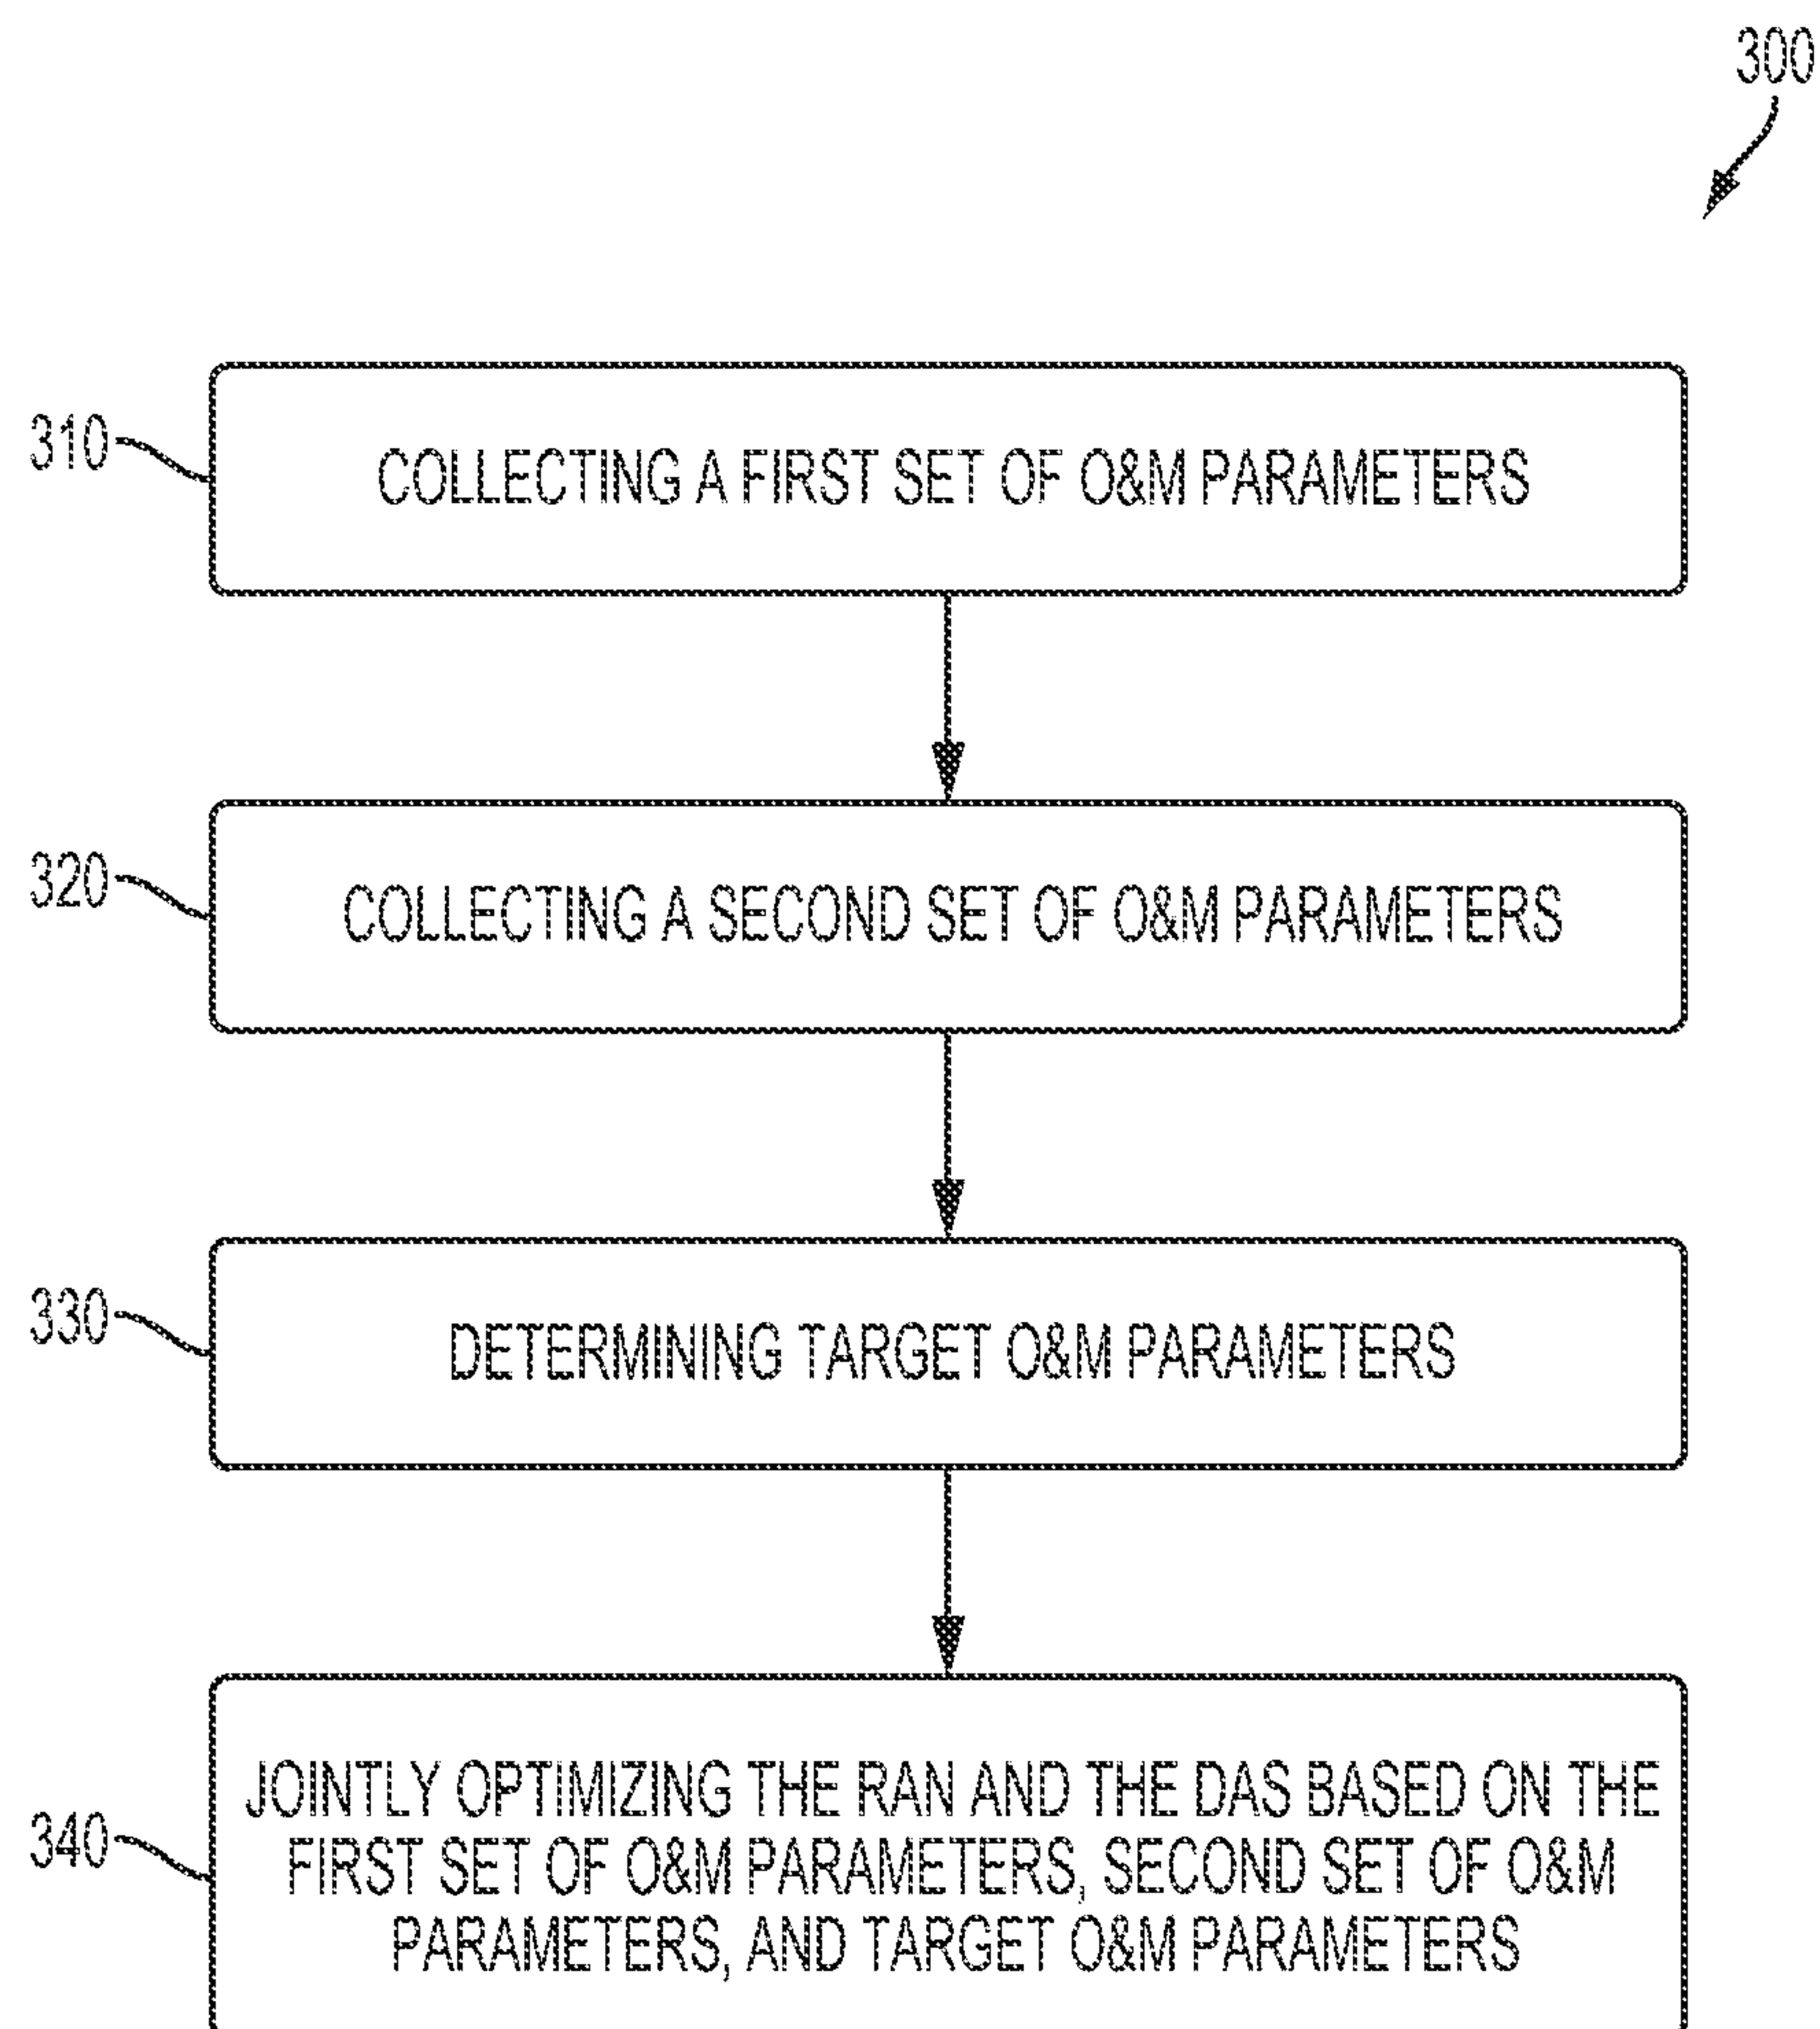 300
310
COLLECTING A FIRST SET OF O&M PARAMETERS
320
COLLECTING A SECOND SET OF O&M PARAMETERS
330
DETERMINING TARGET O&M PARAMETERS
340
JOINTLY OPTIMIZING THE RAN AND THE DAS BASED ON THE
FIRST SET OF O&M PARAMETERS, SECOND SET OF O&M
PARAMETERS, AND TARGET O&M PARAMETERS